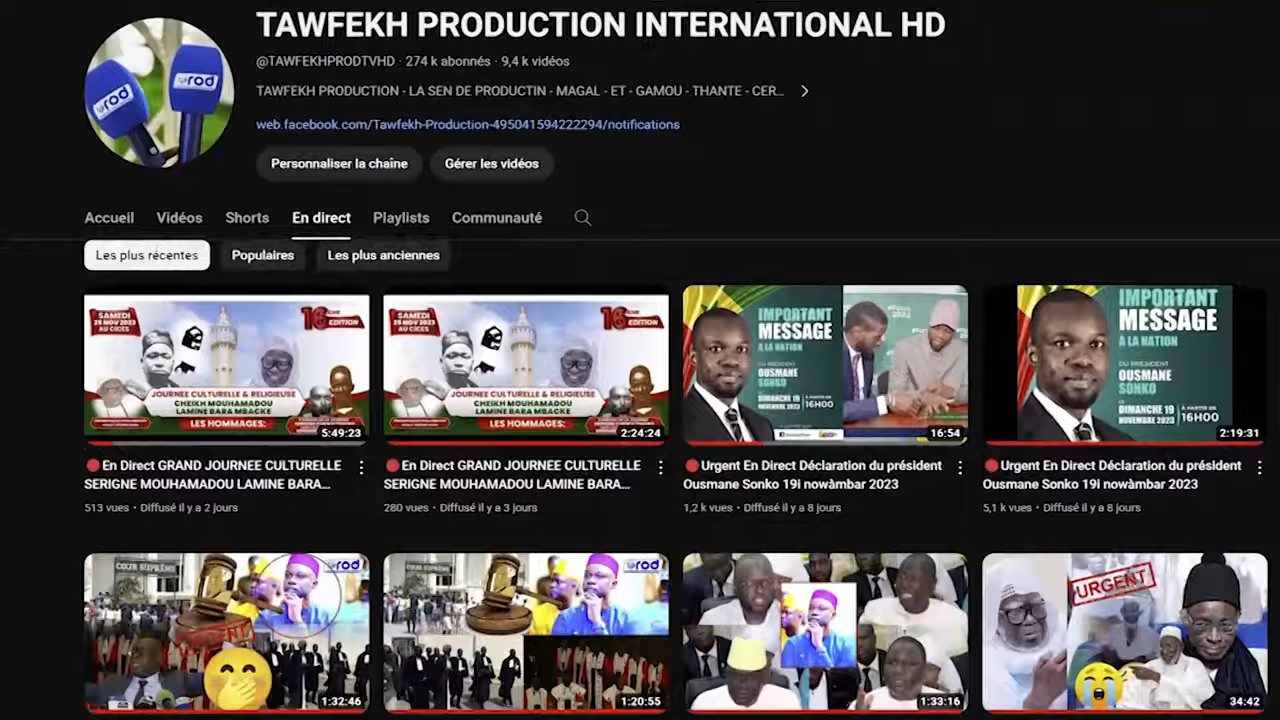 TAWFEKH PRODUCTION INTERNATIONAL HD
@TAWFEKHPRODTVHD · 274 k abonnés · 9,4 k vidéos
TAWFEKH PRODUCTION - LA SEN DE PRODUCTIN - MAGAL - ET - GAMOU - THANTE - CER...
web.facebook.com/Tawfekh-Production-495041594222294/notifications
Personnaliser la chaîne Gérer les vidéos
Accueil Vidéos Shorts En direct Playlists Communauté
Les plus récentes Populaires Les plus anciennes
SAMEDI
25 NOV 2023
AU CICES
16ÈME
EDITION
JOURNEE CULTURELLE & RELIGIEUSE
CHEIKH MOUHAMADOU
LAMINE BARA MBACKE
LES HOMMAGES:
5:49:23
SAMEDI
25 NOV 2023
AU CICES
16ÈME
EDITION
JOURNEE CULTURELLE & RELIGIEUSE
CHEIKH MOUHAMADOU
LAMINE BARA MBACKE
LES HOMMAGES:
2:24:24
IMPORTANT
MESSAGE
À LA NATION
DU PRÉSIDENT
OUSMANE
SONKO
LE
DIMANCHE 19
NOVEMBRE 2023
À PARTIR DE
16H00
16:54
IMPORTANT
MESSAGE
À LA NATION
DU PRÉSIDENT
OUSMANE
SONKO
LE
DIMANCHE 19
NOVEMBRE 2023
À PARTIR DE
16H00
2:19:31
En Direct GRAND JOURNEE CULTURELLE
SERIGNE MOUHAMADOU LAMINE BARA...
513 vues · Diffusé il y a 2 jours
En Direct GRAND JOURNEE CULTURELLE
SERIGNE MOUHAMADOU LAMINE BARA...
280 vues · Diffusé il y a 3 jours
Urgent En Direct Déclaration du président
Ousmane Sonko 19i nowàmbar 2023
1,2 k vues · Diffusé il y a 8 jours
Urgent En Direct Déclaration du président
Ousmane Sonko 19i nowàmbar 2023
5,1 k vues · Diffusé il y a 8 jours
COUR SUPRÊME
rod
URGENT
1:32:46
COUR SUPRÊME
rod
1:20:55
1:33:16
URGENT
34:42